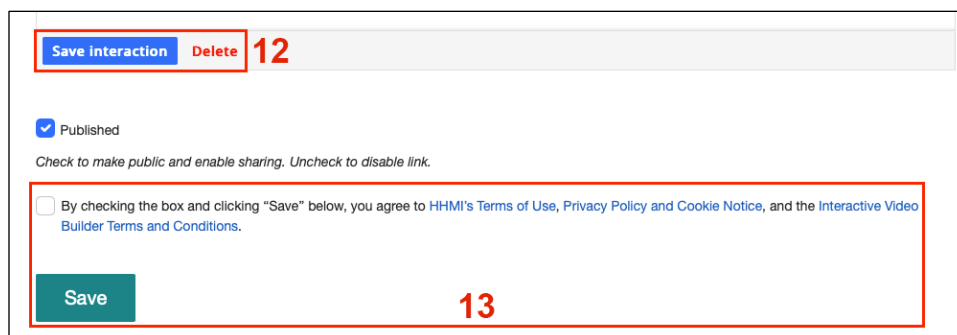 Save interaction Delete 12
Published
Check to make public and enable sharing. Uncheck to disable link.
By checking the box and clicking “Save” below, you agree to HHMI’s Terms of Use, Privacy Policy and Cookie Notice, and the Interactive Video
Builder Terms and Conditions.
Save
13